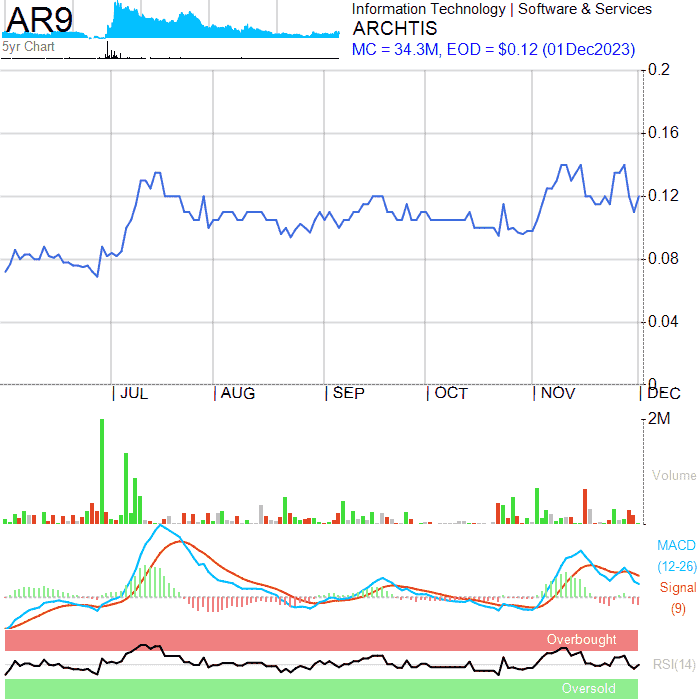 AR9
5yr Chart
Information Technology | Software & Services
ARCHTIS
MC = 34.3M, EOD = $0.12 (01Dec2023)
0.2
0.16
0.12
0.08
0.04
0
JUL AUG SEP OCT NOV DEC
2M
Volume
MACD
(12-26)
Signal
(9)
Overbought
RSI(14)
Oversold